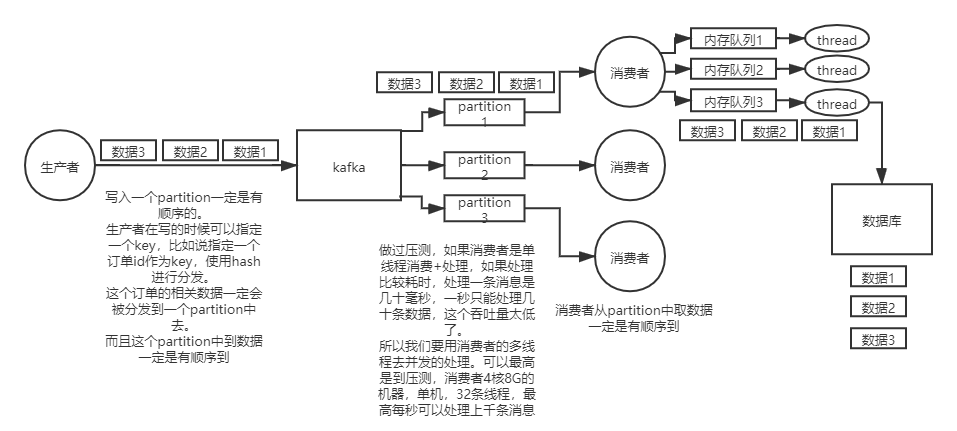 生产者
数据3
数据2
数据1
写入一个partition一定是有
顺序的。
生产者在写的时候可以指定
一个key，比如说指定一个
订单id作为key，使用hash
进行分发。
这个订单的相关数据一定会
被分发到一个partition中
去。
而且这个partition中到数据
一定是有顺序到
kafka
数据3
数据2
数据1
partition
1
partition
2
partition
3
做过压测，如果消费者是单
线程消费+处理，如果处理
比较耗时，处理一条消息是
几十毫秒，一秒只能处理几
十条数据，这个吞吐量太低
了。
所以我们要用消费者的多线
程去并发的处理。可以最高
是到压测，消费者4核8G的
机器，单机，32条线程，最
高每秒可以处理上千条消息
消费者
消费者
消费者
消费者从partition中取数据
一定是有顺序到
内存队列1
thread
内存队列2
thread
内存队列3
thread
数据3
数据2
数据1
数据库
数据1
数据2
数据3